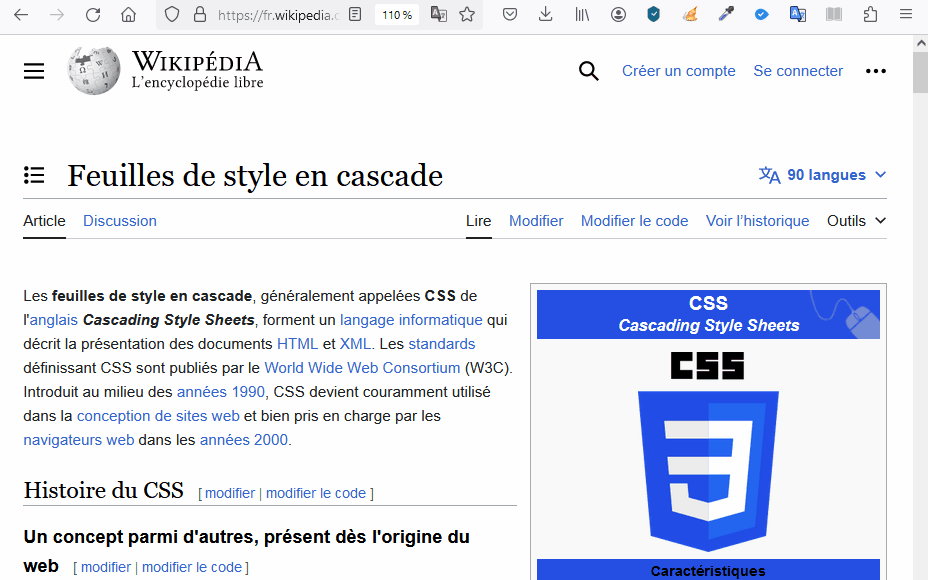 https://fr.wikipedia.o
110 %
WIKIPÉDIA
L'encyclopédie libre
Créer un compte
Se connecter
Feuilles de style en cascade
90 langues
Article
Discussion
Lire
Modifier
Modifier le code
Voir l’historique
Outils
Les feuilles de style en cascade, généralement appelées CSS de
l'anglais Cascading Style Sheets, forment un langage informatique qui
décrit la présentation des documents HTML et XML. Les standards
définissant CSS sont publiés par le World Wide Web Consortium (W3C).
Introduit au milieu des années 1990, CSS devient couramment utilisé
dans la conception de sites web et bien pris en charge par les
navigateurs web dans les années 2000.
Histoire du CSS [ modifier | modifier le code ]
Un concept parmi d'autres, présent dès l'origine du
web [ modifier | modifier le code ]
CSS
Cascading Style Sheets
CSS
3
Caractéristiques